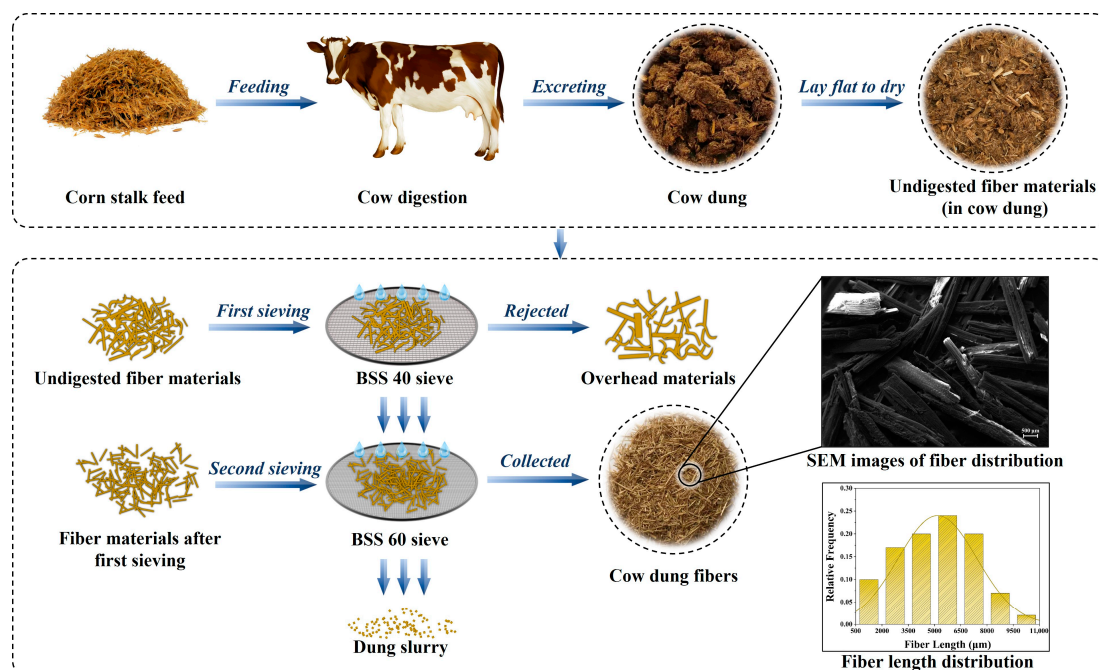 Feeding
Excreting
Lay flat to dry
Corn stalk feed
Cow digestion
Cow dung
Undigested fiber materials
(in cow dung)
First sieving
Rejected
Undigested fiber materials
BSS 40 sieve
Overhead materials
500 μm
SEM images of fiber distribution
Second sieving
Collected
Fiber materials after
first sieving
BSS 60 sieve
Cow dung fibers
Dung slurry
Relative Frequency
0.30
0.25
0.20
0.15
0.10
0.05
0.00
500 2000 3500 5000 6500 8000 9500 11,000
Fiber Length (μm)
Fiber length distribution